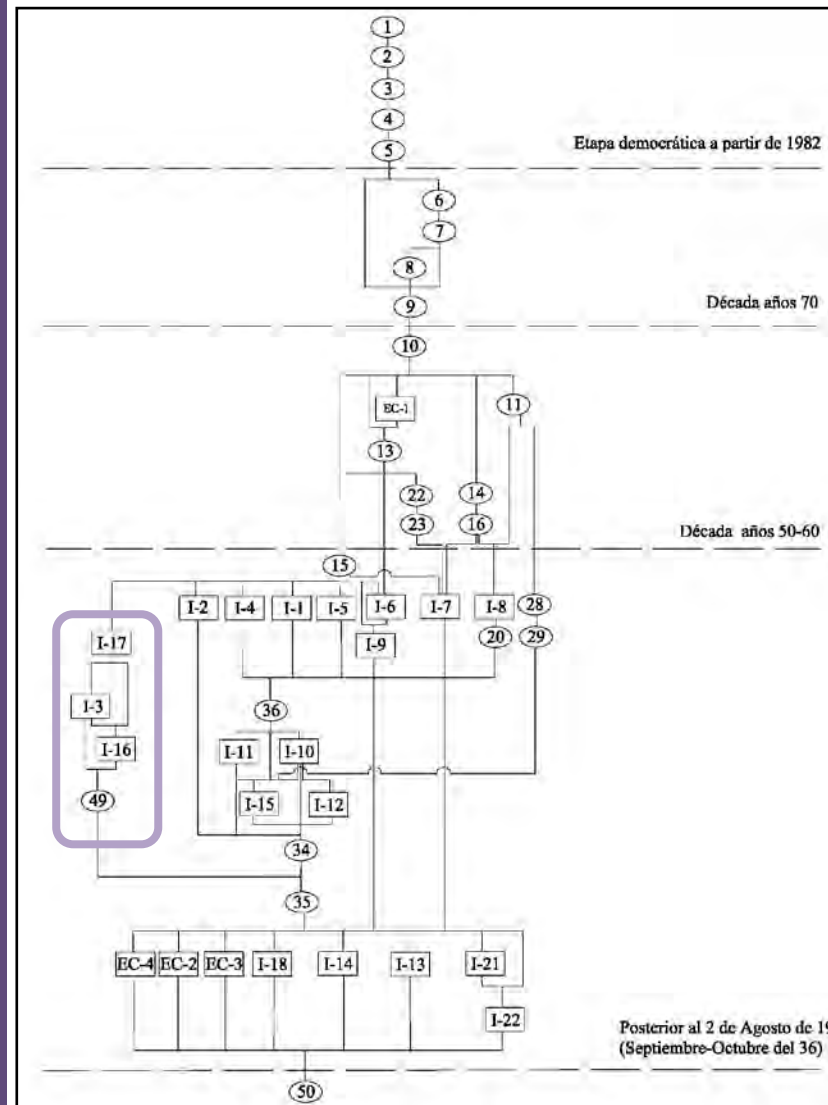 1
2
3
4
5
Etapa democrática a partir de 1982
6
7
8
9
Década años 70
10
EC-1
11
13
22
14
23
16
Década años 50-60
15
I-2
I-4
I-1
I-5
I-6
I-7
I-8
28
I-17
I-9
20
29
I-3
36
I-16
I-11
I-10
49
I-15
I-12
34
35
EC-4
EC-2
EC-3
I-18
I-14
I-13
I-21
I-22
Posterior al 2 de Agosto de 19
(Septiembre-Octubre del 36)
50